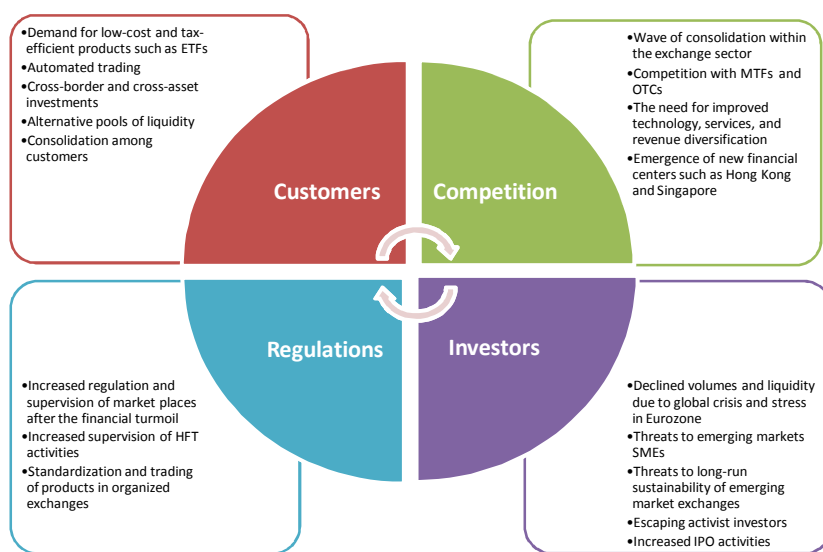 •Demand for low-cost and tax-
efficient products such as ETFs
•Automated trading
•Cross-border and cross-asset
investments
•Alternative pools of liquidity
•Consolidation among
customers
•Wave of consolidation within
the exchange sector
•Competition with MTFs and
OTCs
•The need for improved
technology, services, and
revenue diversification
•Emergence of new financial
centers such as Hong Kong
and Singapore
Customers
Competition
Regulations
Investors
•Increased regulation and
supervision of market places
after the financial turmoil
•Increased supervision of HFT
activities
•Standardization and trading
of products in organized
exchanges
•Declined volumes and liquidity
due to global crisis and stress
in Eurozone
•Threats to emerging markets
SMEs
•Threats to long-run
sustainability of emerging
market exchanges
•Escaping activist investors
•Increased IPO activities